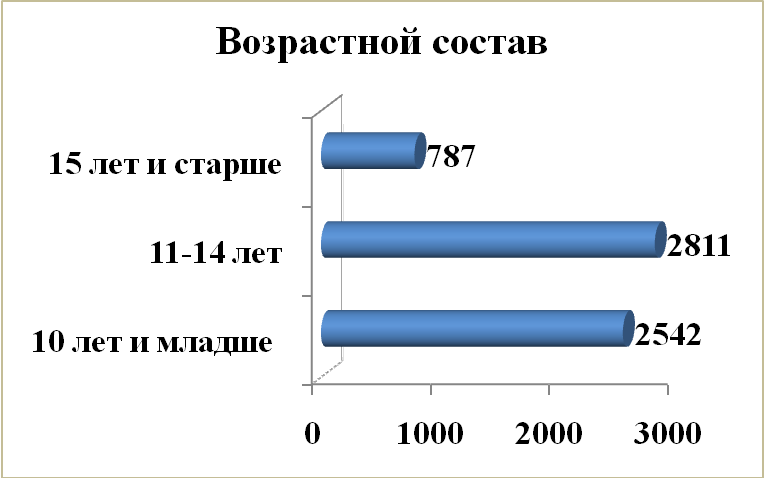 Возрастной состав
15 лет и старше
787
11-14 лет
2811
10 лет и младше
2542
0 1000 2000 3000